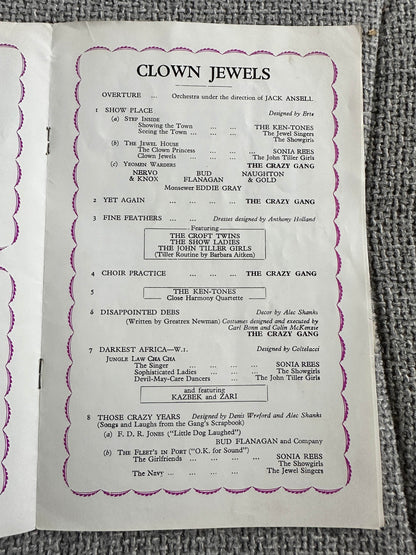 CLOWN JEWELS
OVERTURE ... Orchestra under the direction of JACK ANSELL
1 SHOW PLACE Designed by Erte
(a) STEP INSIDE
Showing the Town ... ... ... THE KEN-TONES
Seeing the Town ... ... ... The Jewel Singers
The Showgirls
(b) THE JEWEL HOUSE
The Clown Princess ... ... SONIA REES
Clown Jewels ... ... ... The John Tiller Girls
(c) YEOMEN WARDERS THE CRAZY GANG
NERVO BUD NAUGHTON
& KNOX FLANAGAN & GOLD
Monsewer EDDIE GRAY
2 YET AGAIN ... ... ... ... THE CRAZY GANG
3 FINE FEATHERS ... ... ... Dresses designed by Anthony Holland
Featuring
THE CROFT TWINS
THE SHOW LADIES
THE JOHN TILLER GIRLS
(Tiller Routine by Barbara Aitken)
4 CHOIR PRACTICE ... ... ... THE CRAZY GANG
5 THE KEN-TONES
Close Harmony Quartette
6 DISAPPOINTED DEBS Decor by Alec Shanks
(Written by Greatrex Newman) Costumes designed and executed by
Carl Bonn and Colin McKenzie
THE CRAZY GANG
7 DARKEST AFRICA—W.1. Designed by Coltelacci
JUNGLE LAW CHA CHA
The Singer ... ... ... ... SONIA REES
Sophisticated Ladies ... ... ... The Showgirls
Devil-May-Care Dancers ... ... The John Tiller Girls
and featuring
KAZBEK and ZARI
8 THOSE CRAZY YEARS Designed by Denis Wreford and Alec Shanks
(Songs and Laughs from the Gang's Scrapbook)
(a) F. D. R. JONES ("Little Dog Laughed")
BUD FLANAGAN and Company
(b) THE FLEET'S IN PORT ("O.K. for Sound")
The Girlfriends ... ... ... ... SONIA REES
The Showgirls
The Navy ... ... ... ... The Jewel Singers